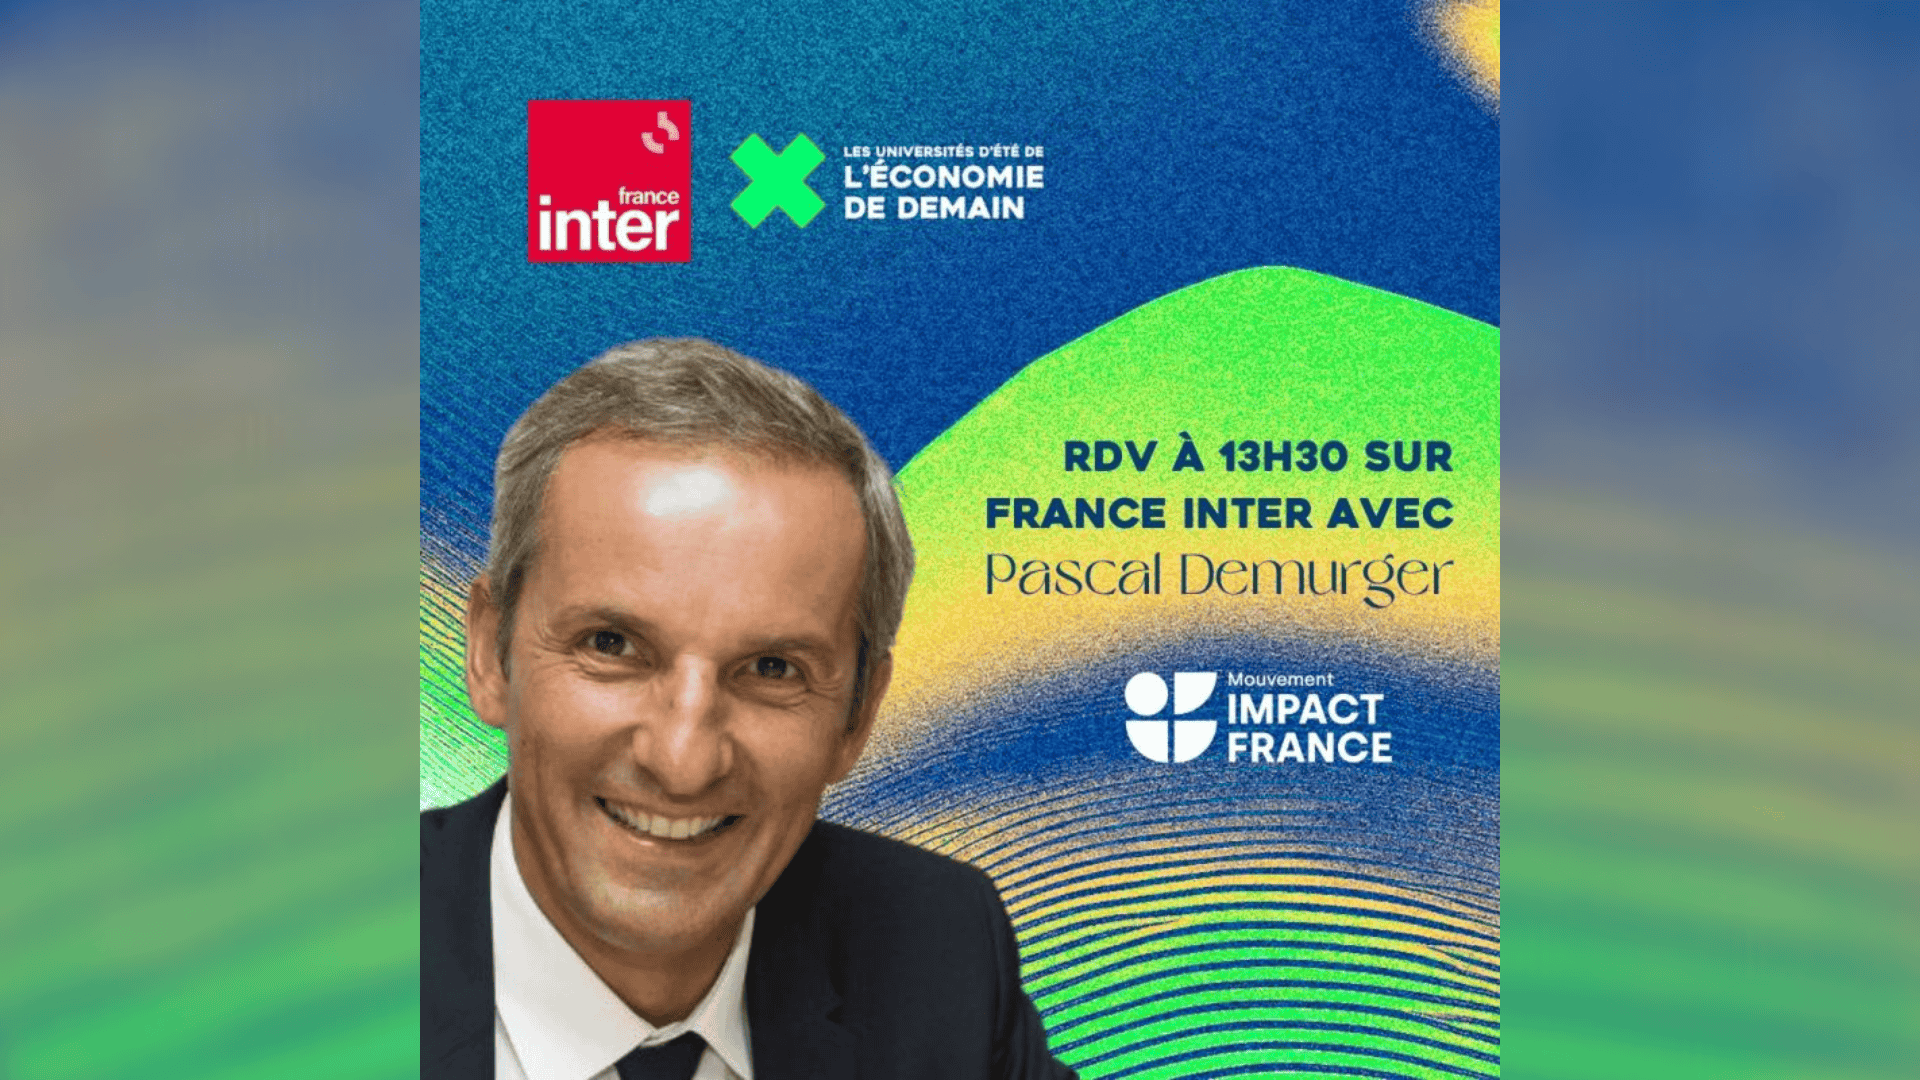 france
inter
LES UNIVERSITÉS D'ÉTÉ DE
L'ÉCONOMIE
DE DEMAIN
RDV À 13H30 SUR
FRANCE INTER AVEC
Pascal Demurger
Mouvement
IMPACT
FRANCE